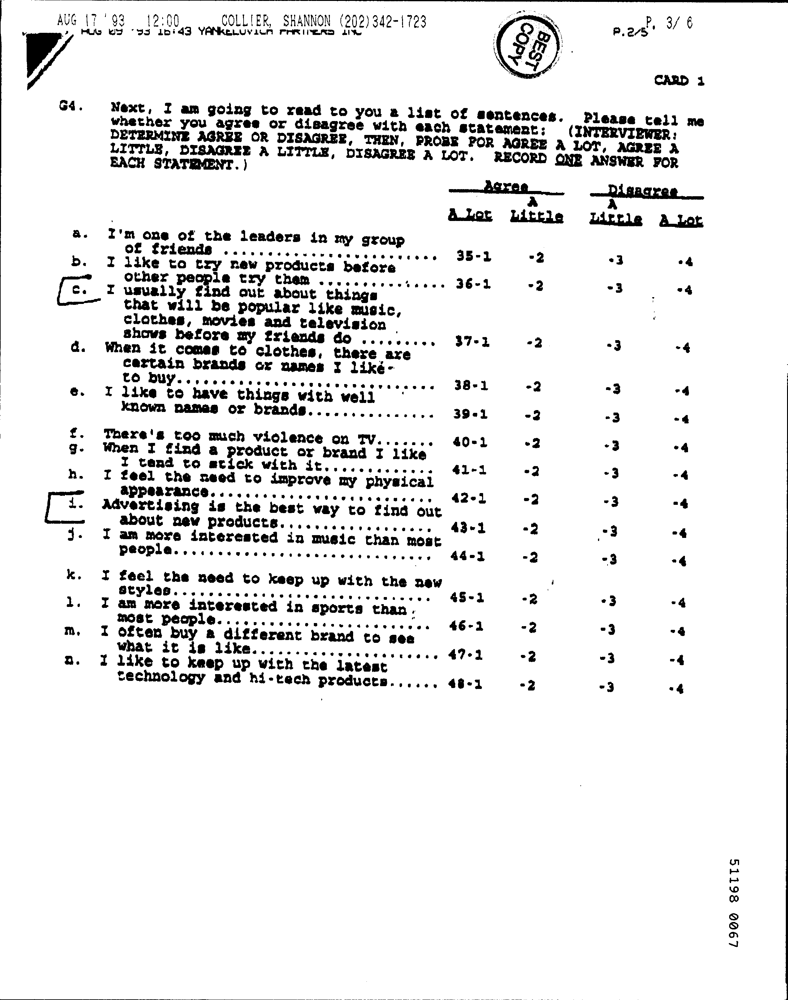 AUG 17 '93 12:00 COLLIER, SHANNON (202)342-1723 P. 3/ 6
AUG 09 '93 16:43 YANKELOVICH PARTNERS INC P.2/5
BEST
COPY
CARD 1
G4. Next, I am going to read to you a list of sentences. Please tell me
whether you agree or disagree with each statement: (INTERVIEWER:
DETERMINE AGREE OR DISAGREE, THEN, PROBE FOR AGREE A LOT, AGREE A
LITTLE, DISAGREE A LITTLE, DISAGREE A LOT. RECORD ONE ANSWER FOR
EACH STATEMENT.)
Agree Disagree
A A
A Lot Little Little A Lot
a. I'm one of the leaders in my group
of friends ........................ 35-1 -2 -3 -4
b. I like to try new products before
other people try them .............. 36-1 -2 -3 -4
c. I usually find out about things
that will be popular like music,
clothes, movies and television
shows before my friends do ......... 37-1 -2 -3 -4
d. When it comes to clothes, there are
certain brands or names I like
to buy............................. 38-1 -2 -3 -4
e. I like to have things with well
known names or brands.............. 39-1 -2 -3 -4
f. There's too much violence on TV....... 40-1 -2 -3 -4
g. When I find a product or brand I like
I tend to stick with it............ 41-1 -2 -3 -4
h. I feel the need to improve my physical
appearance......................... 42-1 -2 -3 -4
i. Advertising is the best way to find out
about new products................. 43-1 -2 -3 -4
j. I am more interested in music than most
people............................. 44-1 -2 -3 -4
k. I feel the need to keep up with the new
styles............................. 45-1 -2 -3 -4
l. I am more interested in sports than
most people........................ 46-1 -2 -3 -4
m. I often buy a different brand to see
what it is like.................... 47-1 -2 -3 -4
n. I like to keep up with the latest
technology and hi-tech products...... 48-1 -2 -3 -4
51198 0067